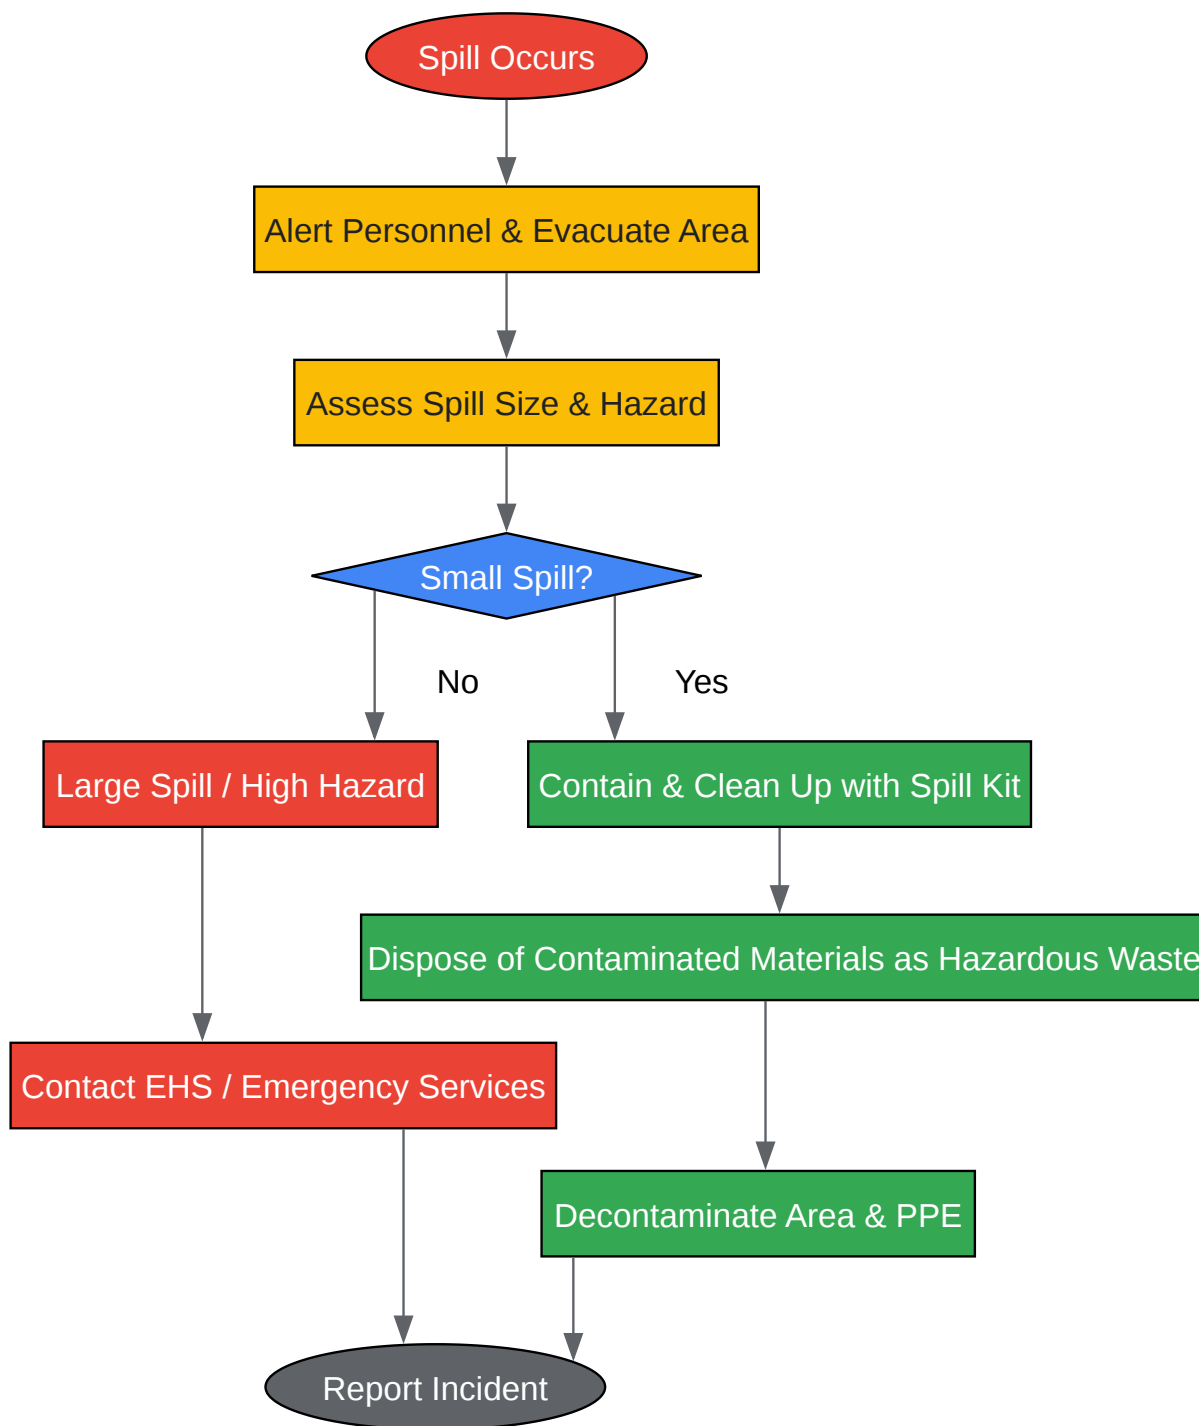 Spill Occurs
Alert Personnel & Evacuate Area
Assess Spill Size & Hazard
Small Spill?
No
Yes
Large Spill / High Hazard
Contain & Clean Up with Spill Kit
Dispose of Contaminated Materials as Hazardous Waste
Contact EHS / Emergency Services
Decontaminate Area & PPE
Report Incident